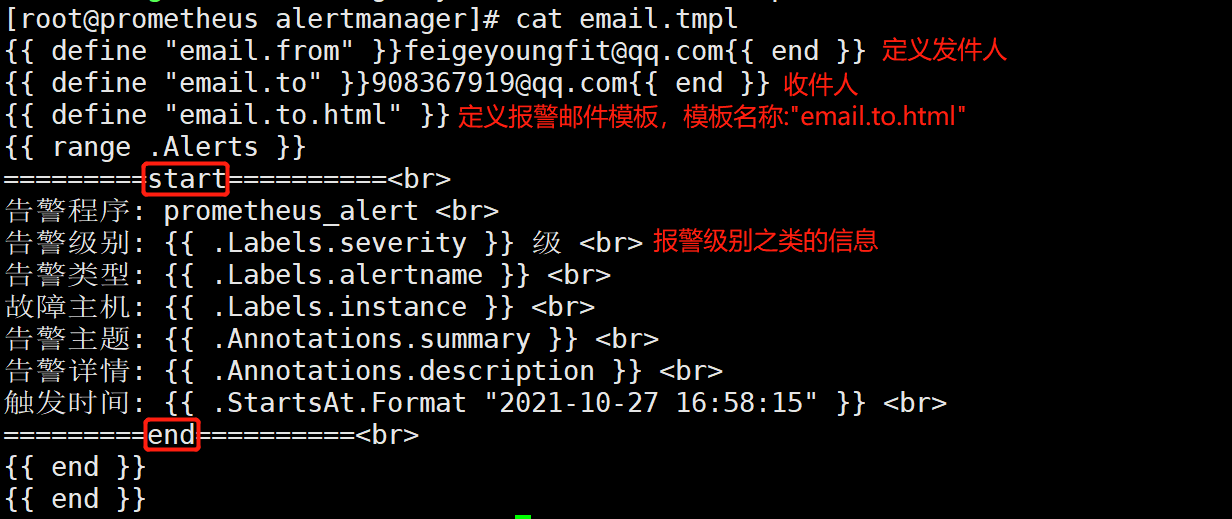 [root@prometheus alertmanager]# cat email.tmpl
{{ define "email.from" }}feigeyoungfit@qq.com{{ end }} 定义发件人
{{ define "email.to" }}908367919@qq.com{{ end }} 收件人
{{ define "email.to.html" }} 定义报警邮件模板，模板名称:"email.to.html"
{{ range .Alerts }}
=========start==========<br>
告警程序: prometheus_alert <br>
告警级别: {{ .Labels.severity }} 级 <br> 报警级别之类的信息
告警类型: {{ .Labels.alertname }} <br>
故障主机: {{ .Labels.instance }} <br>
告警主题: {{ .Annotations.summary }} <br>
告警详情: {{ .Annotations.description }} <br>
触发时间: {{ .StartsAt.Format "2021-10-27 16:58:15" }} <br>
=========end==========<br>
{{ end }}
{{ end }}